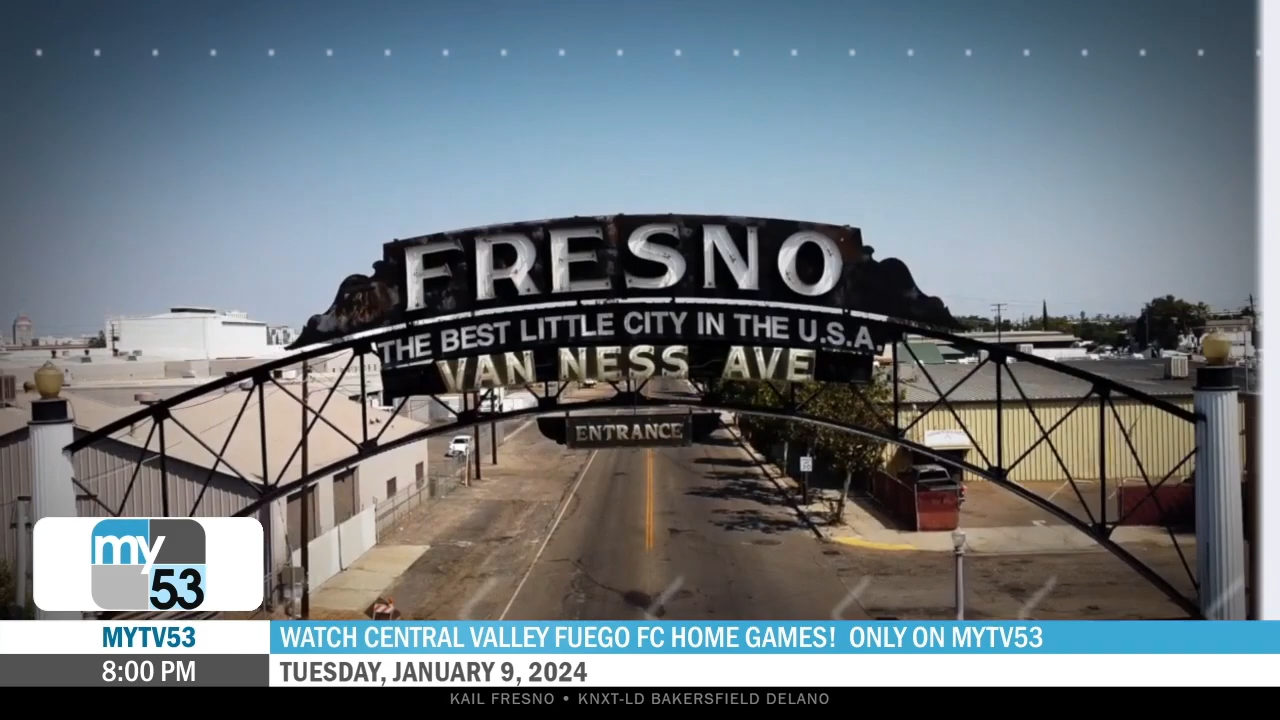 FRESNO
THE BEST LITTLE CITY IN THE U.S.A.
VAN NESS AVE
ENTRANCE
my
53
MYTV53
WATCH CENTRAL VALLEY FUEGO FC HOME GAMES! ONLY ON MYTV53
8:00 PM
TUESDAY, JANUARY 9, 2024
KAIL FRESNO • KNXT-LD BAKERSFIELD DELANO